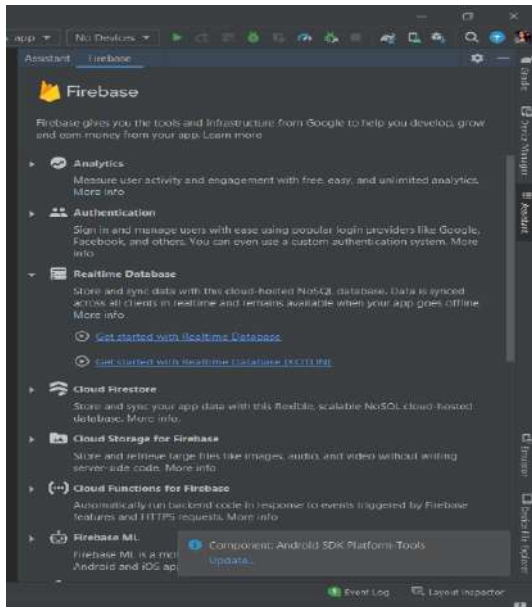 app No Devices
Assistant Firebase
Firebase
Firebase gives you the tools and infrastructure from Google to help you develop, grow
and earn money from your app. Learn more
Analytics
Measure user activity and engagement with free, easy, and unlimited analytics.
More info
Authentication
Sign in and manage users with ease using popular login providers like Google,
Facebook, and others. You can even use a custom authentication system. More
info
Realtime Database
Store and sync data with this cloud-hosted NoSQL database. Data is synced
across all clients in realtime and remains available when your app goes offline.
More info
Get started with Realtime Database
Get started with Realtime Database [KOTLIN]
Cloud Firestore
Store and sync your app data with this flexible, scalable NoSQL cloud-hosted
database. More info
Cloud Storage for Firebase
Store and retrieve large files like images, audio, and video without writing
server-side code. More info
Cloud Functions for Firebase
Automatically run backend code in response to events triggered by Firebase
features and HTTPS requests. More info
Firebase ML
Firebase ML is a mo
Android and iOS app
Component: Android SDK Platform-Tools
Update...
Event Log Layout Inspector
Gradle
Device Manager
Assistant
Emulator
Device File Explorer